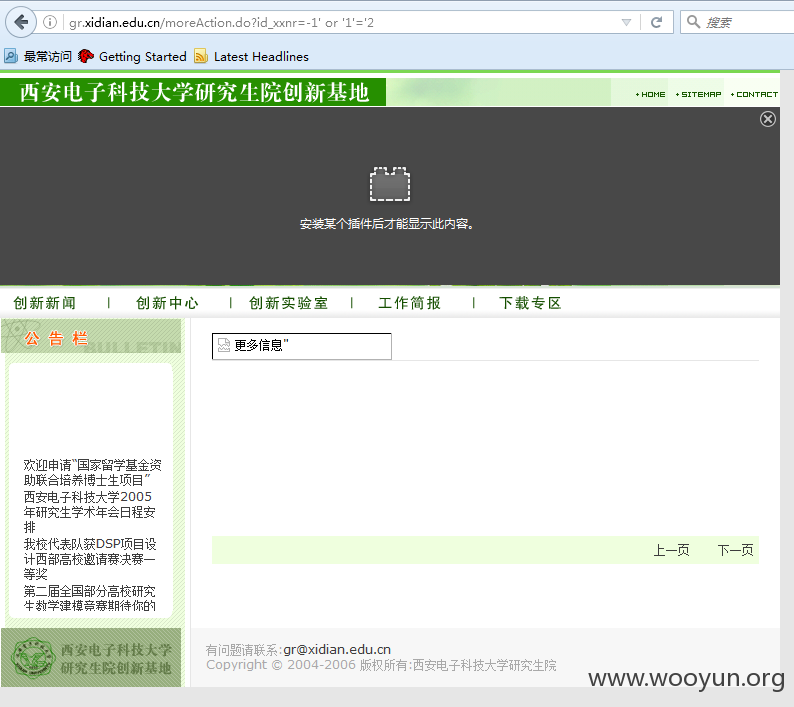 gr.xidian.edu.cn/moreAction.do?id_xxnr=-1' or '1'='2
搜索
最常访问 Getting Started Latest Headlines
西安电子科技大学研究生院创新基地
HOME SITEMAP CONTACT
安装某个插件后才能显示此内容。
创新新闻 | 创新中心 | 创新实验室 | 工作简报 | 下载专区
公告栏
BULLETIN
更多信息"
欢迎申请“国家留学基金资
助联合培养博士生项目”
西安电子科技大学2005
年研究生学术年会日程安
排
我校代表队获DSP项目设
计西部高校邀请赛决赛一
等奖
第二届全国部分高校研究
生数学建模竞赛期待你的
上一页 下一页
西安电子科技大学
研究生院创新基地
有问题请联系:gr@xidian.edu.cn
Copyright © 2004-2006 版权所有:西安电子科技大学研究生院
www.wooyun.org